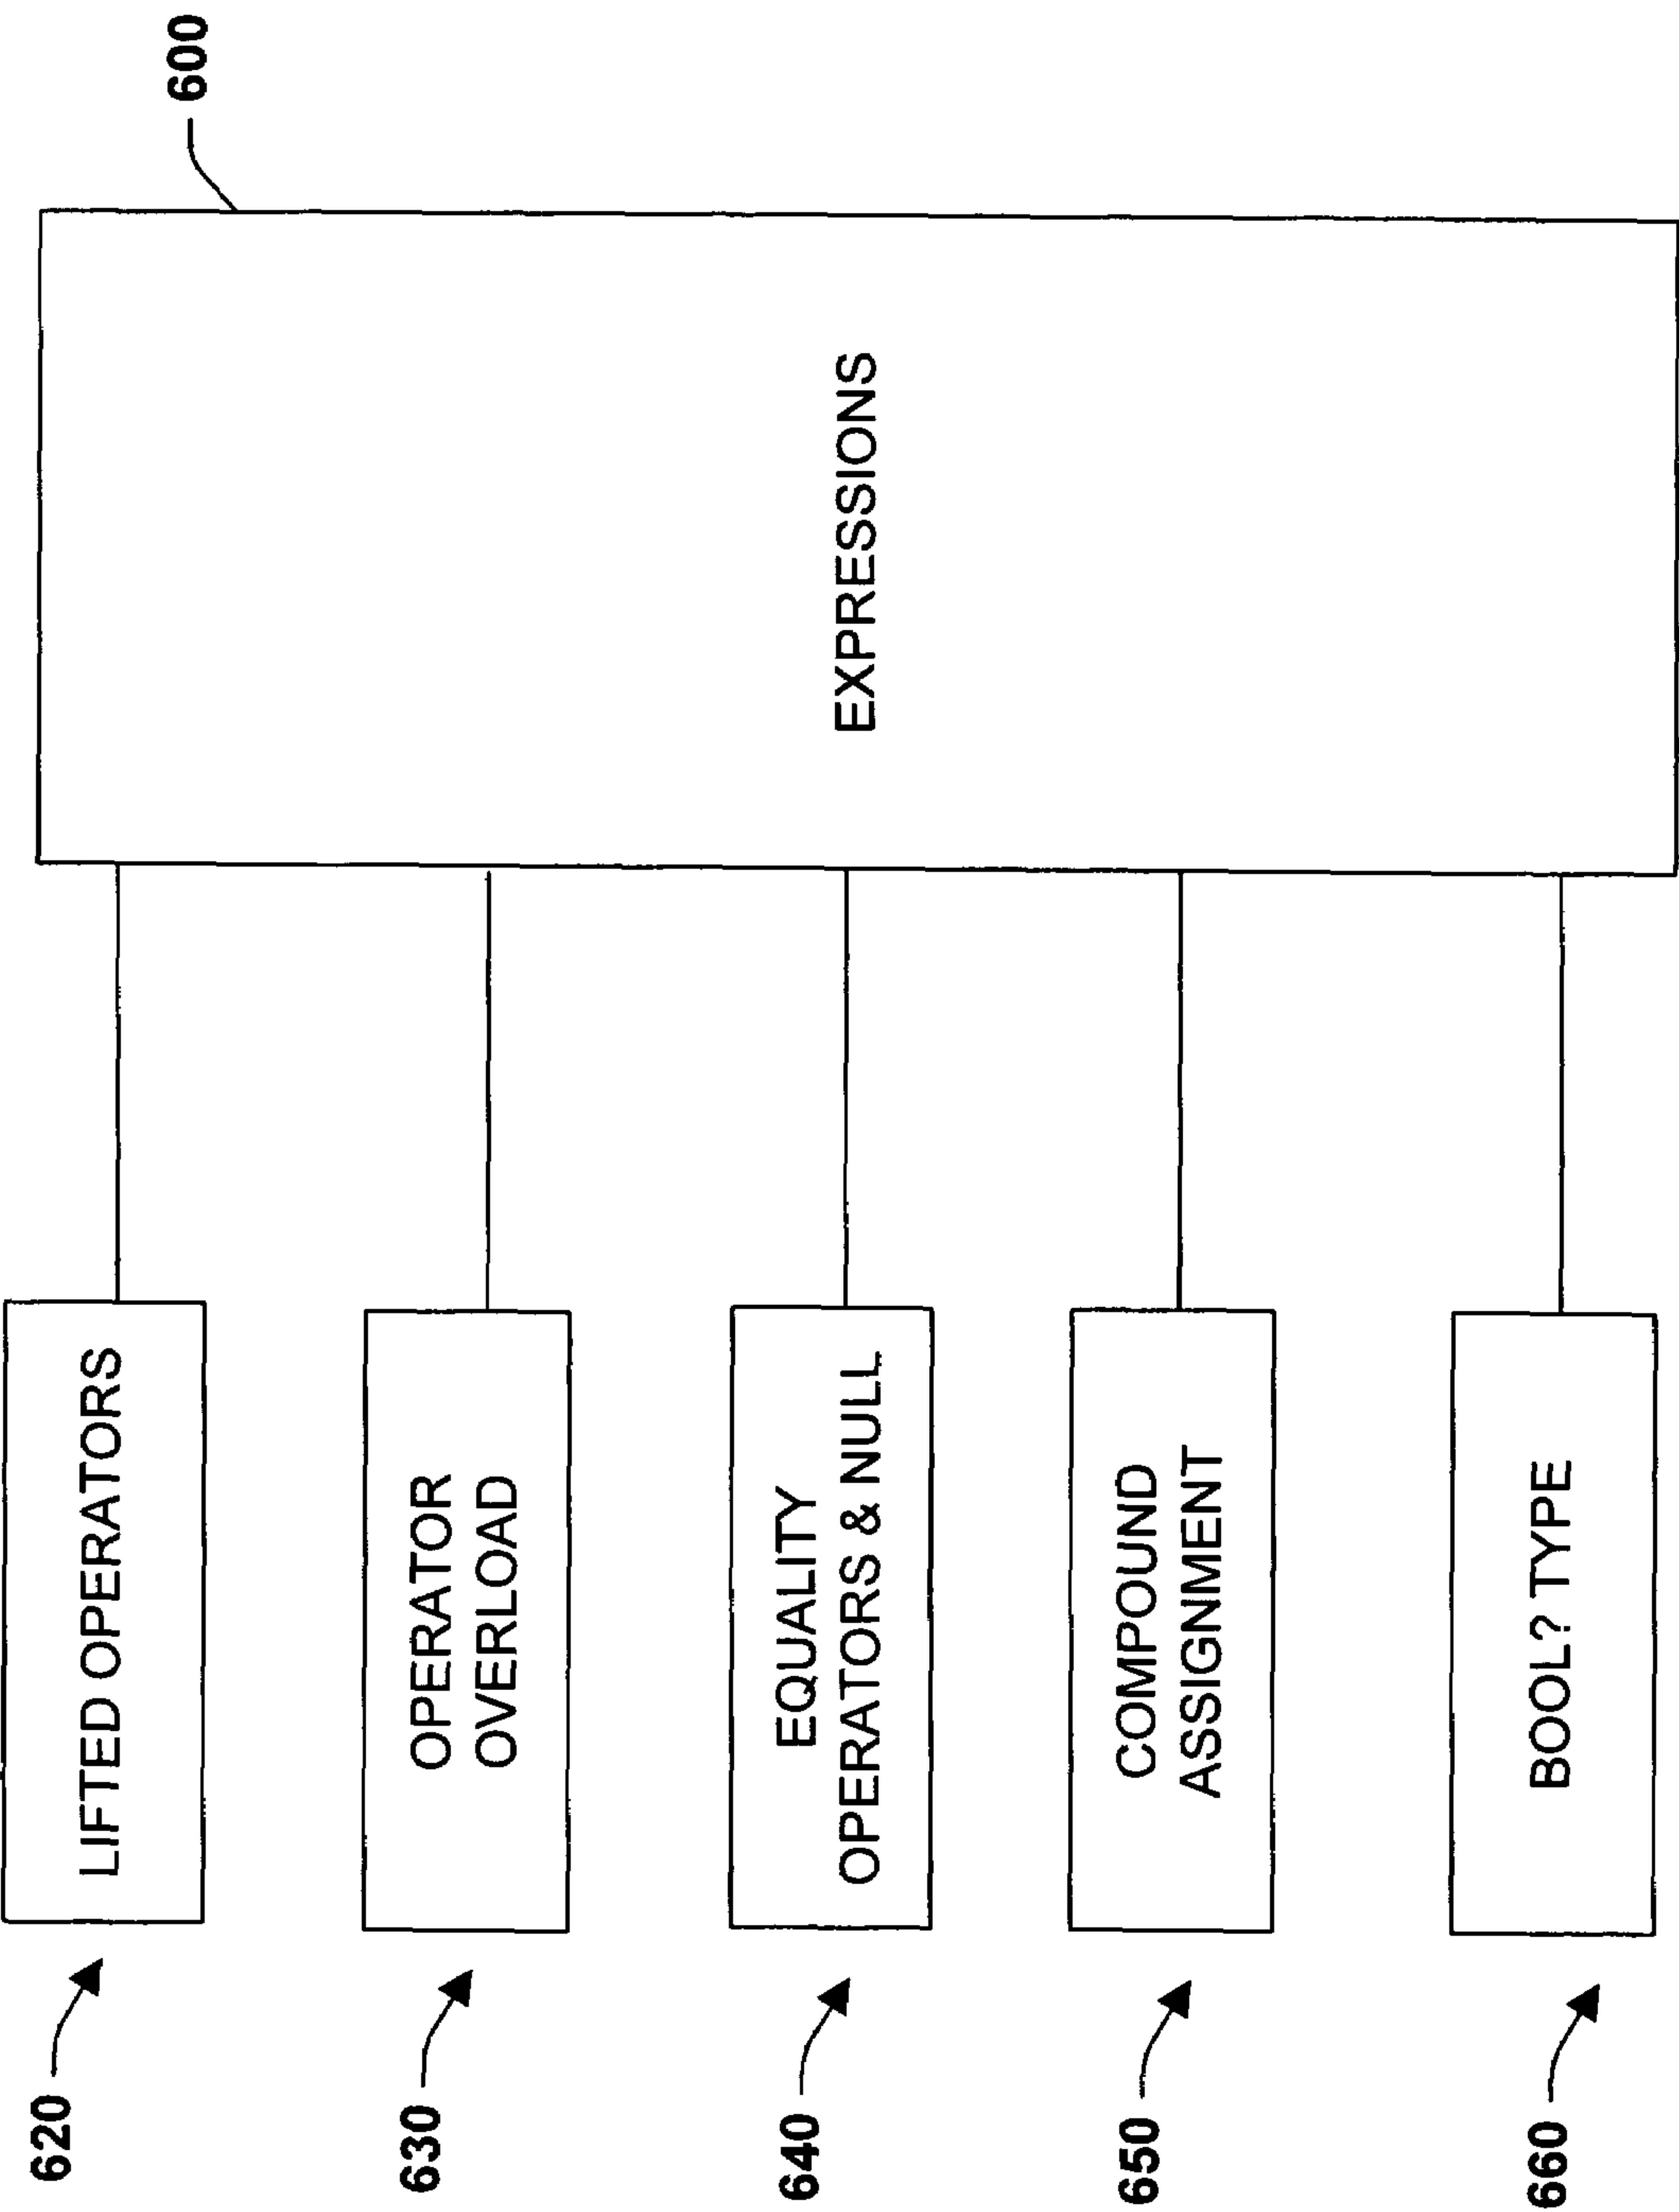 600
EXPRESSIONS
620
LIFTED OPERATORS
630
OPERATOR
OVERLOAD
640
EQUALITY
OPERATORS & NULL
650
COMPOUND
ASSIGNMENT
660
BOOL? TYPE